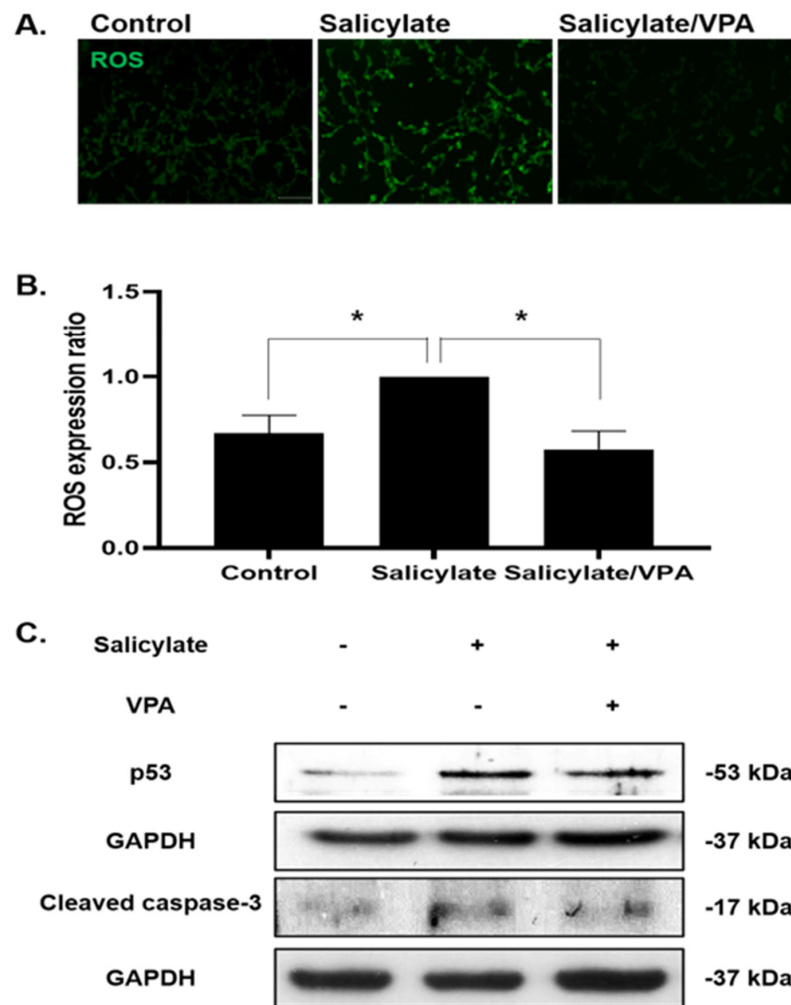 A.
Control Salicylate Salicylate/VPA
ROS
B.
ROS expression ratio
1.5
* *
1.0
0.5
0.0
Control Salicylate Salicylate/VPA
C.
Salicylate - + +
VPA - - +
p53 -53 kDa
GAPDH -37 kDa
Cleaved caspase-3 -17 kDa
GAPDH -37 kDa